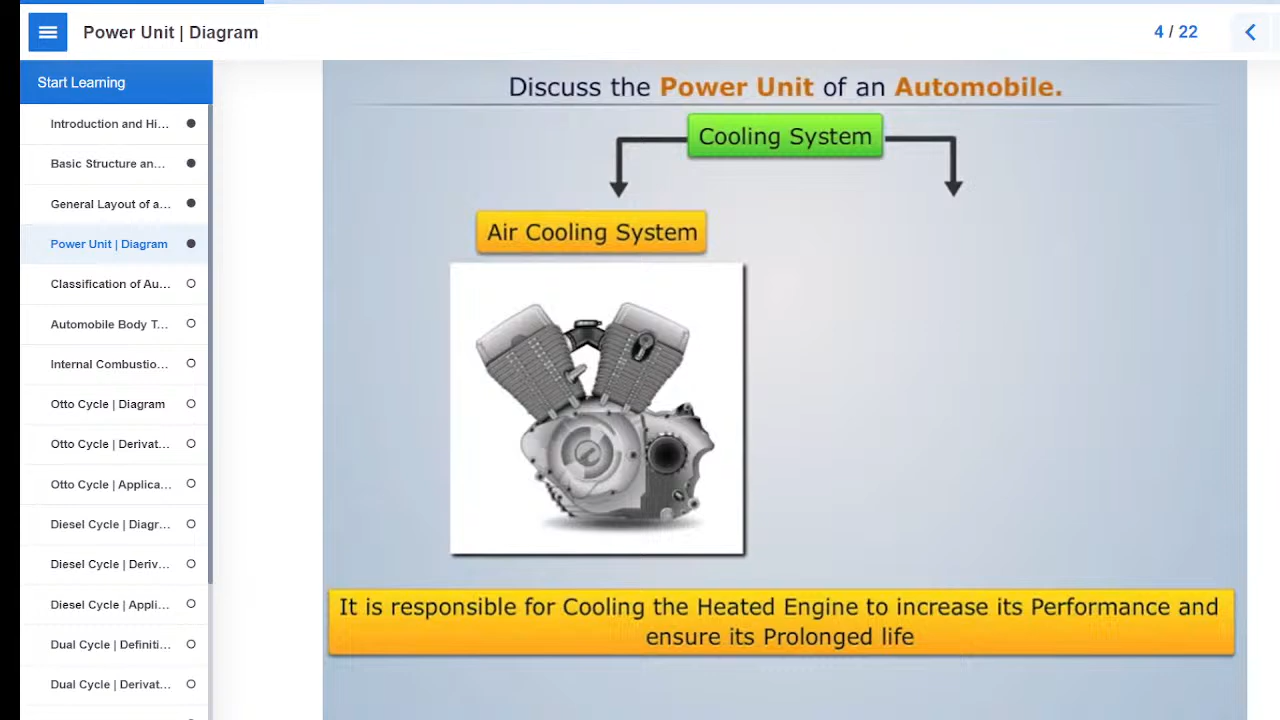 Power Unit | Diagram
4 / 22
Start Learning
Introduction and Hi...
Basic Structure an...
General Layout of a...
Power Unit | Diagram
Classification of Au...
Automobile Body T...
Internal Combustio...
Otto Cycle | Diagram
Otto Cycle | Derivat...
Otto Cycle | Applica...
Diesel Cycle | Diagr...
Diesel Cycle | Deriv...
Diesel Cycle | Appli...
Dual Cycle | Definiti...
Dual Cycle | Derivat...
Discuss the Power Unit of an Automobile.
Cooling System
Air Cooling System
It is responsible for Cooling the Heated Engine to increase its Performance and
ensure its Prolonged life